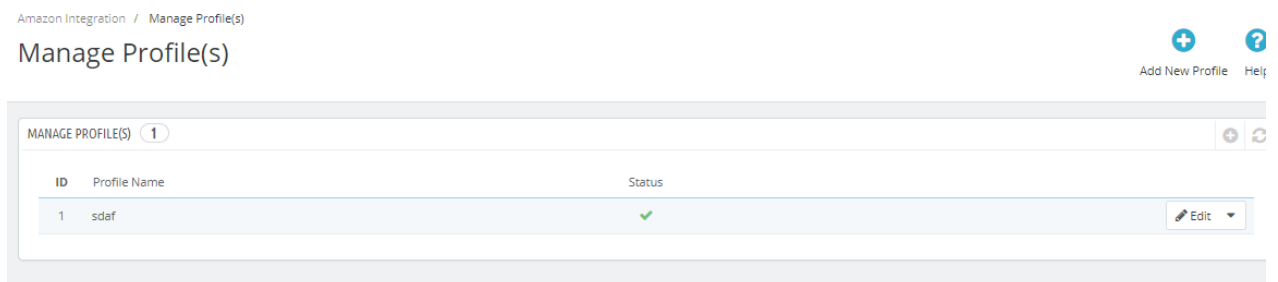 Amazon Integration / Manage Profile(s)
Manage Profile(s)
Add New Profile Help
MANAGE PROFILE(S) 1
ID Profile Name Status
1 sdaf Edit